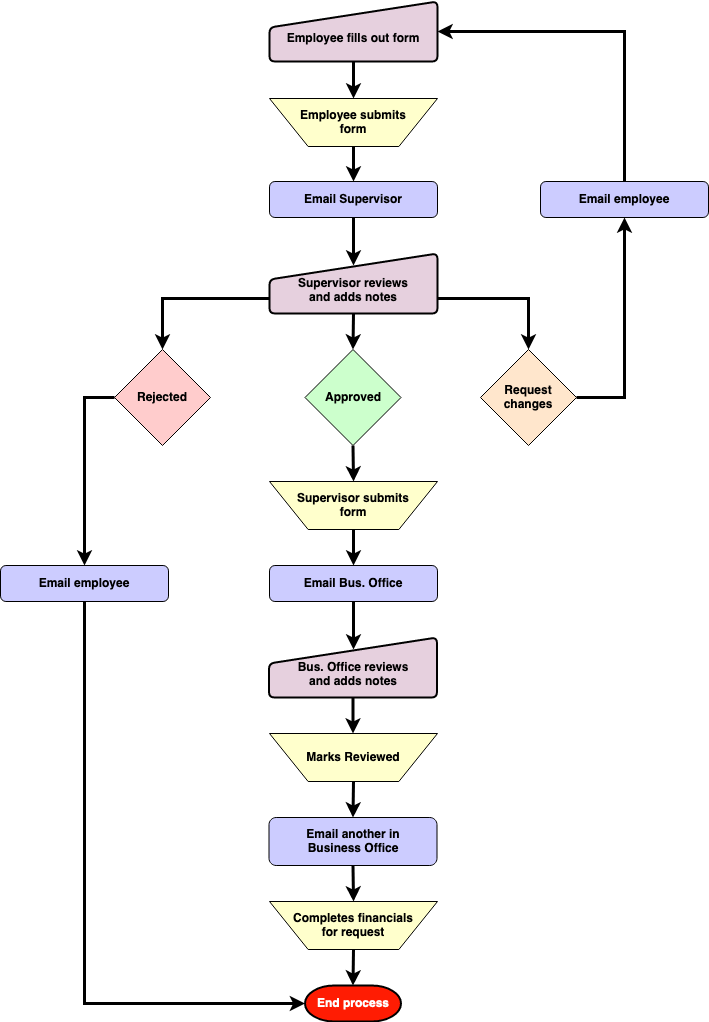 Employee fills out form
Employee submits
form
Email Supervisor
Email employee
Supervisor reviews
and adds notes
Rejected
Approved
Request
changes
Supervisor submits
form
Email employee
Email Bus. Office
Bus. Office reviews
and adds notes
Marks Reviewed
Email another in
Business Office
Completes financials
for request
End process